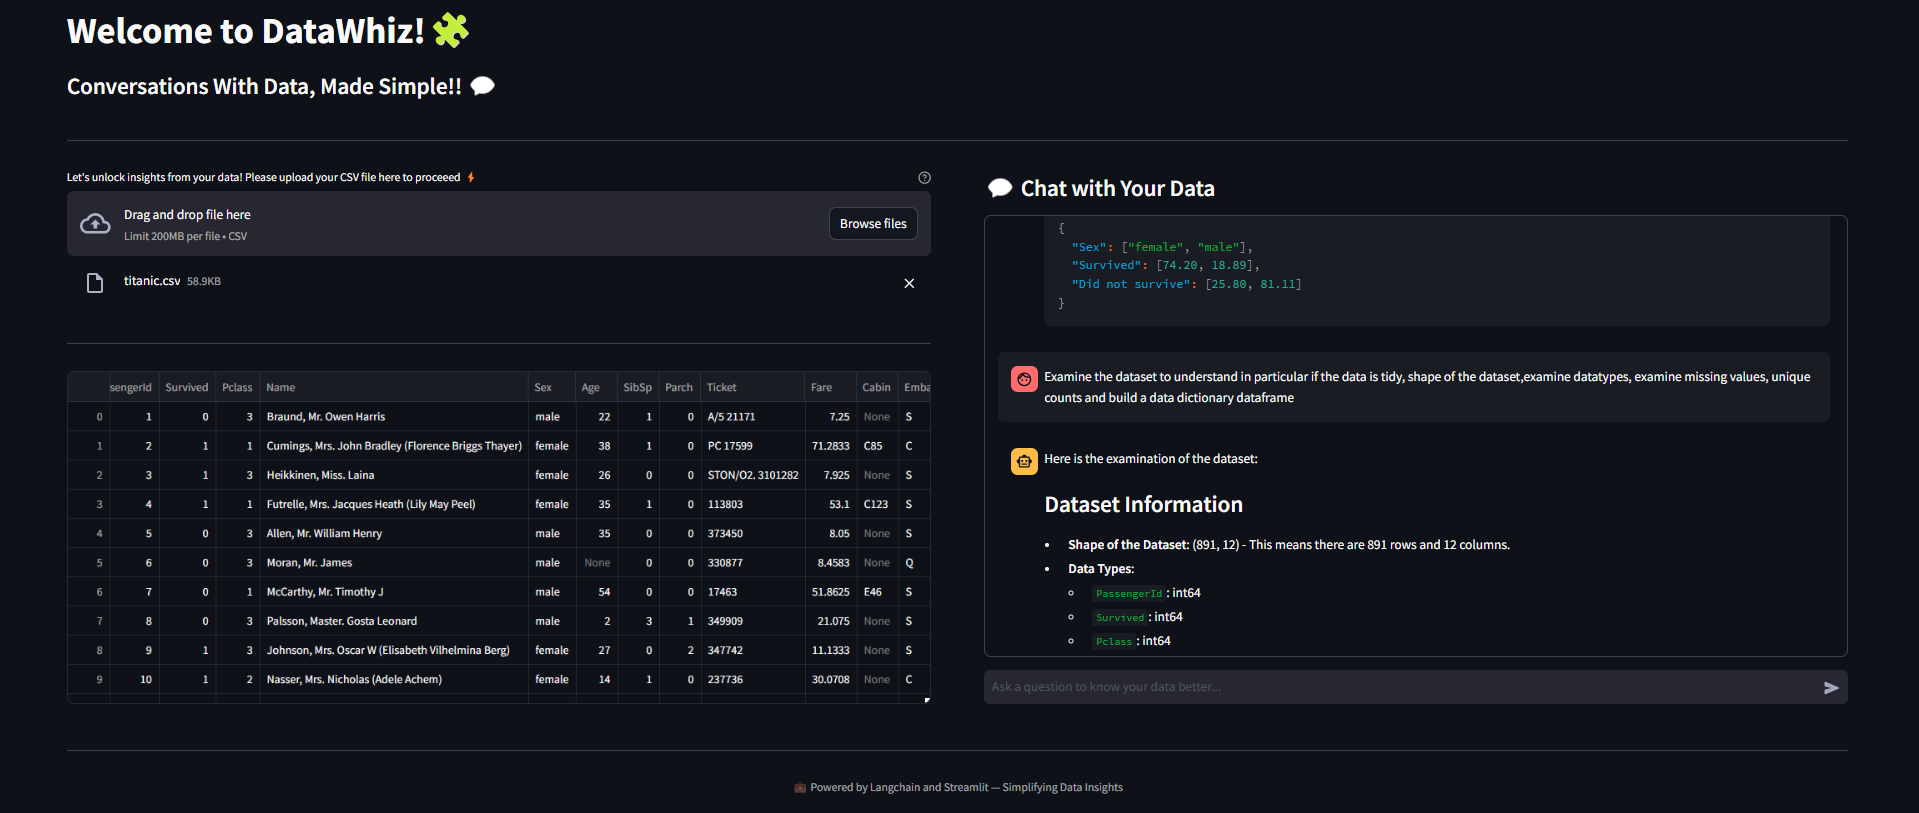 Welcome to DataWhiz!
Conversations With Data, Made Simple!!
Let's unlock insights from your data! Please upload your CSV file here to proceeed
Drag and drop file here
Limit 200MB per file • CSV
Browse files
titanic.csv 58.9KB
sengerId Survived Pclass Name Sex Age SibSp Parch Ticket Fare Cabin Emba
0 1 0 3 Braund, Mr. Owen Harris male 22 1 0 A/5 21171 7.25 None S
1 2 1 1 Cumings, Mrs. John Bradley (Florence Briggs Thayer) female 38 1 0 PC 17599 71.2833 C85 C
2 3 1 3 Heikkinen, Miss. Laina female 26 0 0 STON/O2. 3101282 7.925 None S
3 4 1 1 Futrelle, Mrs. Jacques Heath (Lily May Peel) female 35 1 0 113803 53.1 C123 S
4 5 0 3 Allen, Mr. William Henry male 35 0 0 373450 8.05 None S
5 6 0 3 Moran, Mr. James male None 0 0 330877 8.4583 None Q
6 7 0 1 McCarthy, Mr. Timothy J male 54 0 0 17463 51.8625 E46 S
7 8 0 3 Palsson, Master. Gosta Leonard male 2 3 1 349909 21.075 None S
8 9 1 3 Johnson, Mrs. Oscar W (Elisabeth Vilhelmina Berg) female 27 0 2 347742 11.1333 None S
9 10 1 2 Nasser, Mrs. Nicholas (Adele Achem) female 14 1 0 237736 30.0708 None C
Chat with Your Data
{
"Sex": ["female", "male"],
"Survived": [74.20, 18.89],
"Did not survive": [25.80, 81.11]
}
Examine the dataset to understand in particular if the data is tidy, shape of the dataset,examine datatypes, examine missing values, unique
counts and build a data dictionary dataframe
Here is the examination of the dataset:
Dataset Information
• Shape of the Dataset: (891, 12) - This means there are 891 rows and 12 columns.
• Data Types:
○ PassengerId : int64
○ Survived : int64
○ Pclass : int64
Ask a question to know your data better...
Powered by Langchain and Streamlit — Simplifying Data Insights